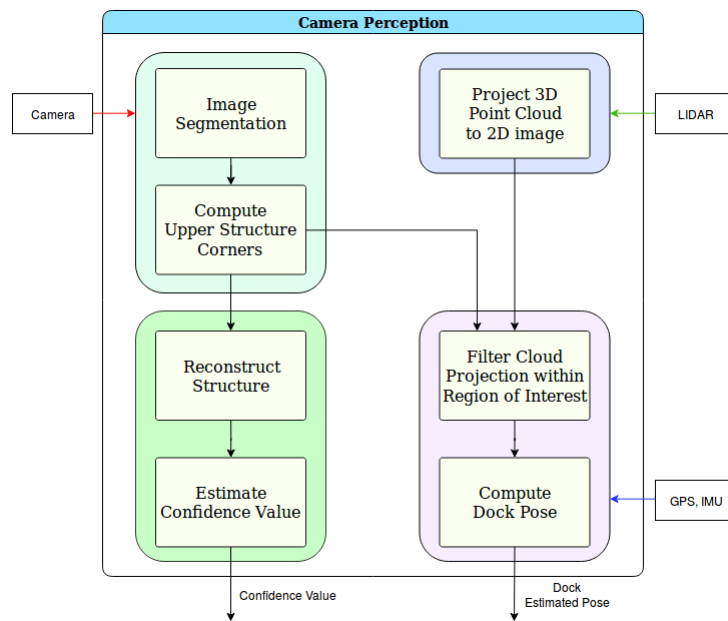 Camera Perception
Camera
Image
Segmentation
Project 3D
Point Cloud
to 2D image
LIDAR
Compute
Upper Structure
Corners
Reconstruct
Structure
Filter Cloud
Projection within
Region of Interest
Estimate
Confidence Value
Compute
Dock Pose
GPS, IMU
Confidence Value
Dock
Estimated Pose